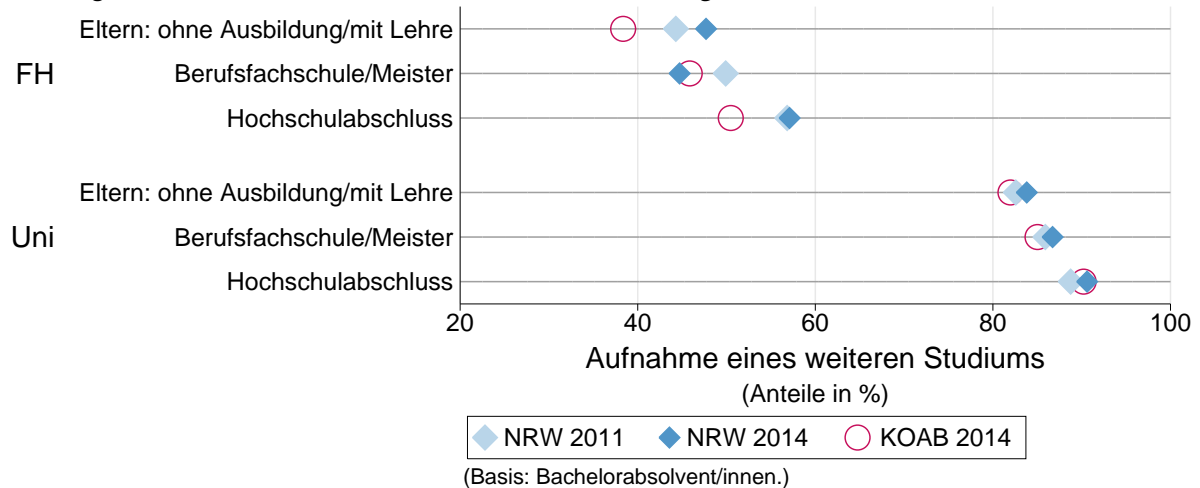 Eltern: ohne Ausbildung/mit Lehre
FH
Berufsfachschule/Meister
Hochschulabschluss
Eltern: ohne Ausbildung/mit Lehre
Uni
Berufsfachschule/Meister
Hochschulabschluss
20 40 60 80 100
Aufnahme eines weiteren Studiums
(Anteile in %)
NRW 2011 NRW 2014 KOAB 2014
(Basis: Bachelorabsolvent/innen.)